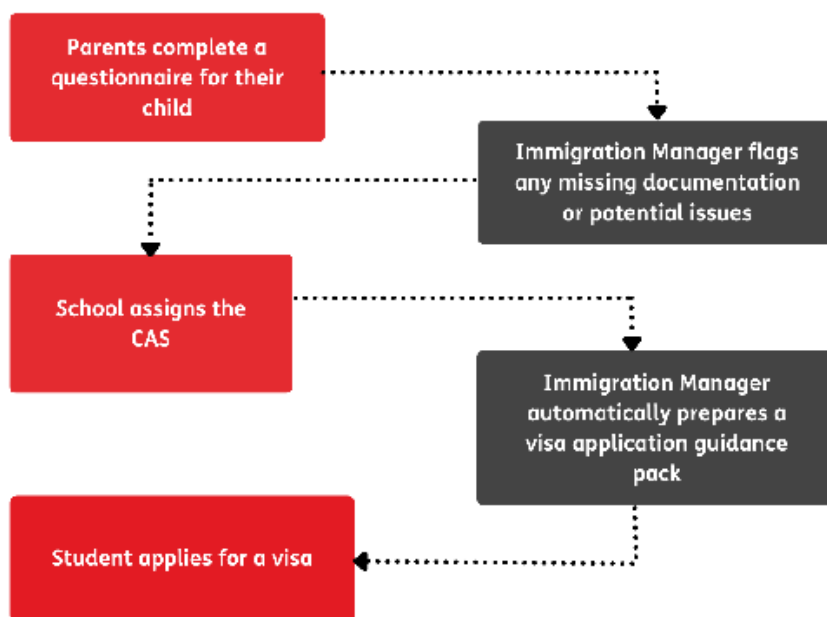 Parents complete a
questionnaire for their
child
Immigration Manager flags
any missing documentation
or potential issues
School assigns the
CAS
Immigration Manager
automatically prepares a
visa application guidance
pack
Student applies for a visa